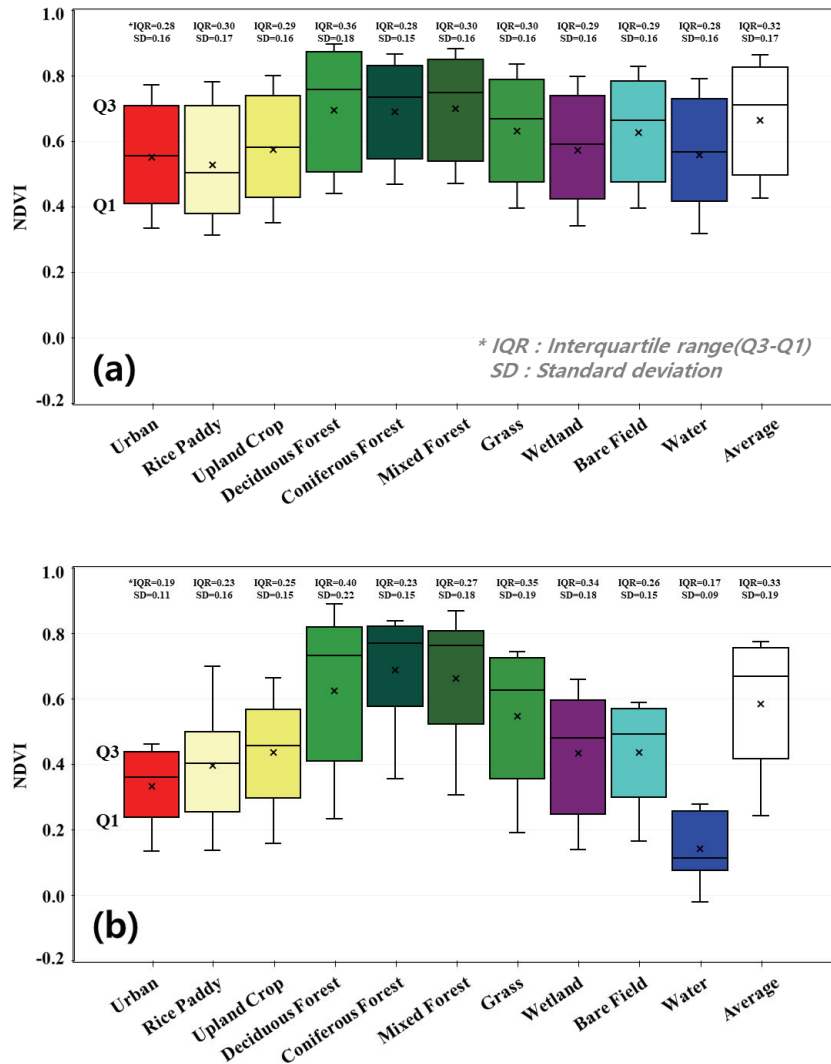 *IQR=0.28 IQR=0.30 IQR=0.29 IQR=0.36 IQR=0.28 IQR=0.30 IQR=0.30 IQR=0.29 IQR=0.29 IQR=0.28 IQR=0.32
SD=0.16 SD=0.17 SD=0.16 SD=0.18 SD=0.15 SD=0.16 SD=0.16 SD=0.16 SD=0.16 SD=0.16 SD=0.17
1.0
0.8
Q3
0.6
NDVI
0.4
Q1
0.2
0.0
-0.2
* IQR : Interquartile range(Q3-Q1)
SD : Standard deviation
(a)
Urban
Rice Paddy
Upland Crop
Deciduous Forest
Coniferous Forest
Mixed Forest
Grass
Wetland
Bare Field
Water
Average
*IQR=0.19 IQR=0.23 IQR=0.25 IQR=0.40 IQR=0.23 IQR=0.27 IQR=0.35 IQR=0.34 IQR=0.26 IQR=0.17 IQR=0.33
SD=0.11 SD=0.16 SD=0.15 SD=0.22 SD=0.15 SD=0.18 SD=0.19 SD=0.18 SD=0.15 SD=0.09 SD=0.19
1.0
0.8
0.6
NDVI
Q3
0.4
Q1
0.2
0.0
-0.2
(b)
Urban
Rice Paddy
Upland Crop
Deciduous Forest
Coniferous Forest
Mixed Forest
Grass
Wetland
Bare Field
Water
Average